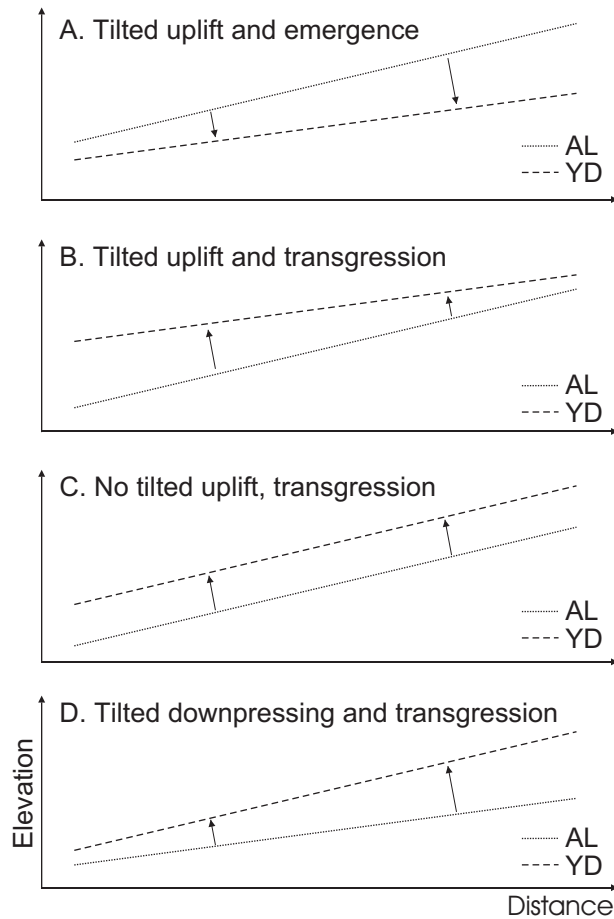 A. Tilted uplift and emergence
AL
YD
B. Tilted uplift and transgression
AL
YD
C. No tilted uplift, transgression
AL
YD
D. Tilted downpressing and transgression
AL
YD
Elevation
Distance